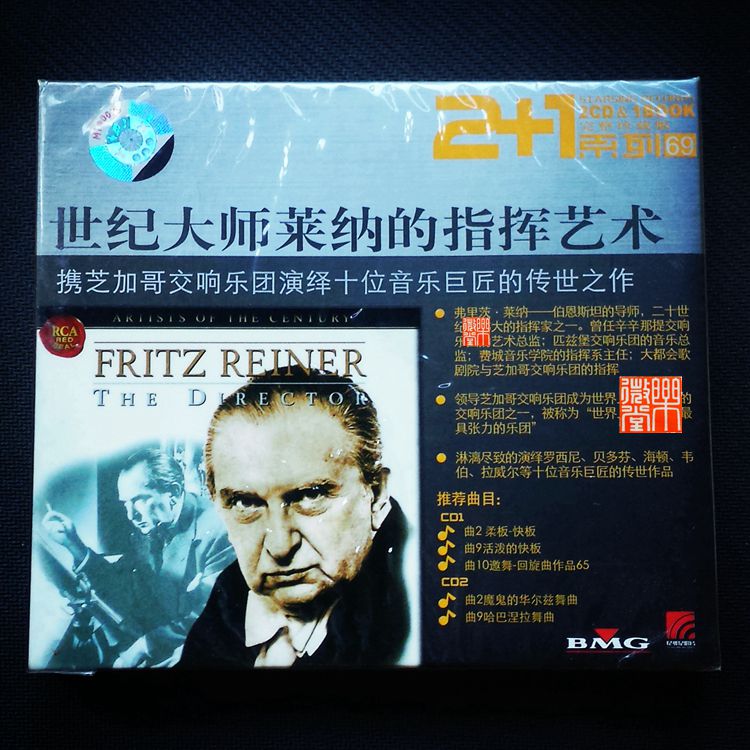 2+1
2CD & 1BOOK
系列69
世纪大师莱纳的指挥艺术
携芝加哥交响乐团演绎十位音乐巨匠的传世之作
ARTISTS OF THE CENTURY
RCA
RED
SEAL
FRITZ REINER
THE DIRECTOR
弗里茨·莱纳——伯恩斯坦的导师，二十世
大的指挥家之一。曾任辛辛那提交响
艺术总监；匹兹堡交响乐团的音乐总
监；费城音乐学院的指挥系主任；大都会歌
剧院与芝加哥交响乐团的指挥
领导芝加哥交响乐团成为世界 的
交响乐团之一，被称为“世界 最
具张力的乐团”
淋漓尽致的演绎罗西尼、贝多芬、海顿、韦
伯、拉威尔等十位音乐巨匠的传世作品
推荐曲目：
CD1
曲2 柔板-快板
曲9活泼的快板
曲10邀舞-回旋曲作品65
CD2
曲2魔鬼的华尔兹舞曲
曲9哈巴涅拉舞曲
BMG